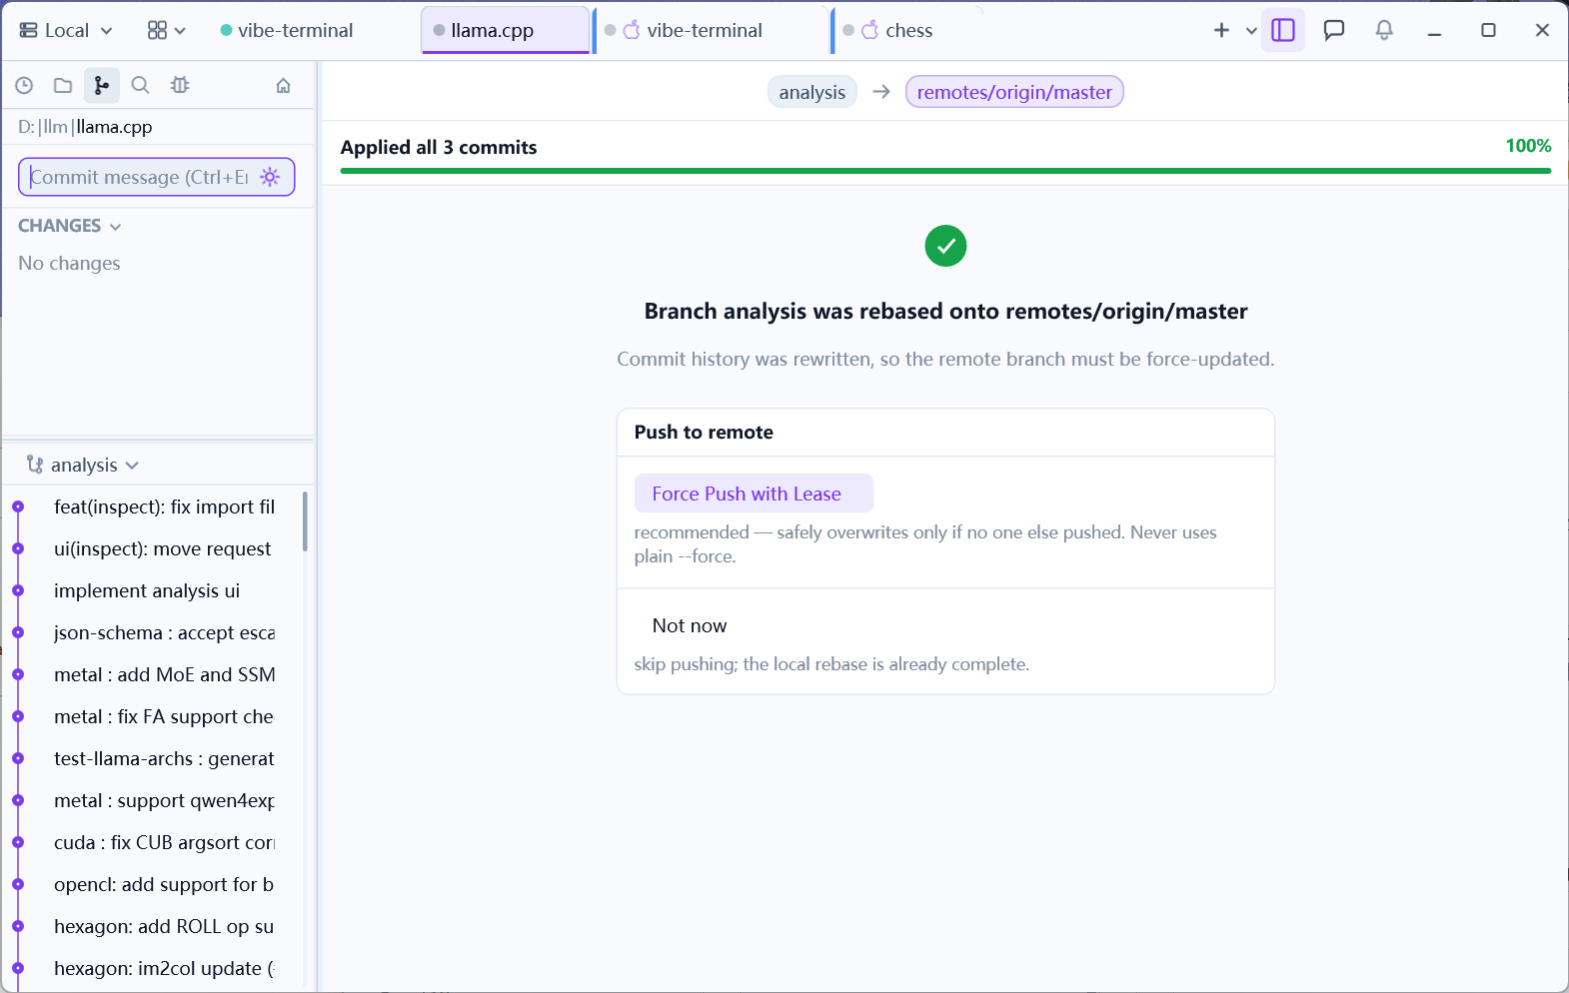 Local
vibe-terminal
llama.cpp
vibe-terminal
chess
D:|llm|llama.cpp
Commit message (Ctrl+Er
CHANGES
No changes
analysis
feat(inspect): fix import fil
ui(inspect): move request
implement analysis ui
json-schema : accept esca
metal : add MoE and SSM
metal : fix FA support che
test-llama-archs : generat
metal : support qwen4exp
cuda : fix CUB argsort corr
opencl: add support for b
hexagon: add ROLL op su
hexagon: im2col update (
analysis → remotes/origin/master
Applied all 3 commits
100%
Branch analysis was rebased onto remotes/origin/master
Commit history was rewritten, so the remote branch must be force-updated.
Push to remote
Force Push with Lease
recommended — safely overwrites only if no one else pushed. Never uses
plain --force.
Not now
skip pushing; the local rebase is already complete.